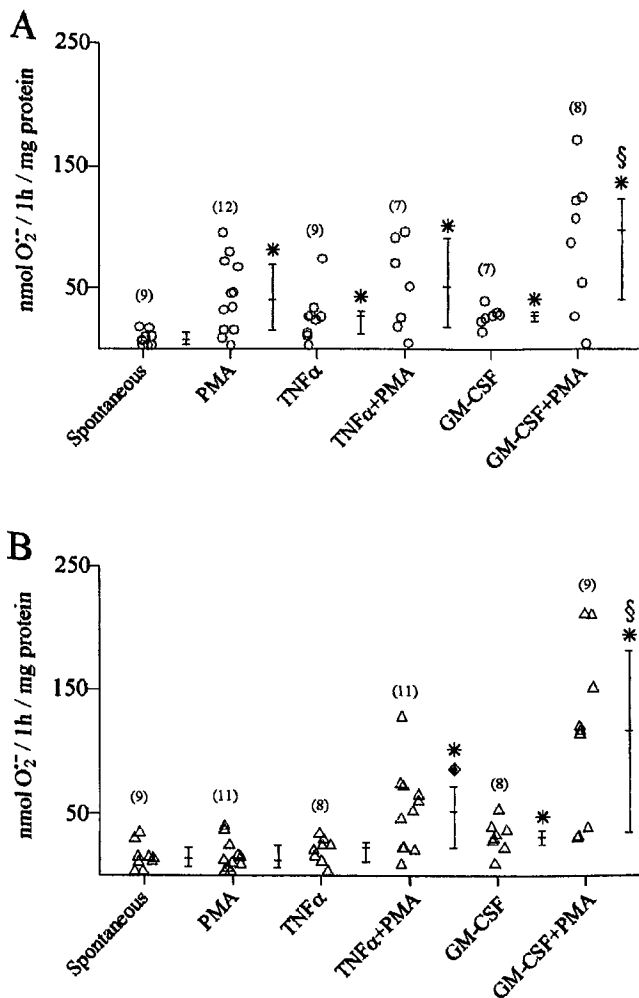 A
nmol O₂˙⁻ / 1h / mg protein
250
150
50
(9)
(12)
(9)
(7)
(7)
(8)
*
*
*
*
§
*
Spontaneous
PMA
TNFα
TNFα+PMA
GM-CSF
GM-CSF+PMA
B
nmol O₂˙⁻ / 1h / mg protein
250
150
50
(9)
(11)
(8)
(11)
(8)
(9)
*
*
§
*
Spontaneous
PMA
TNFα
TNFα+PMA
GM-CSF
GM-CSF+PMA